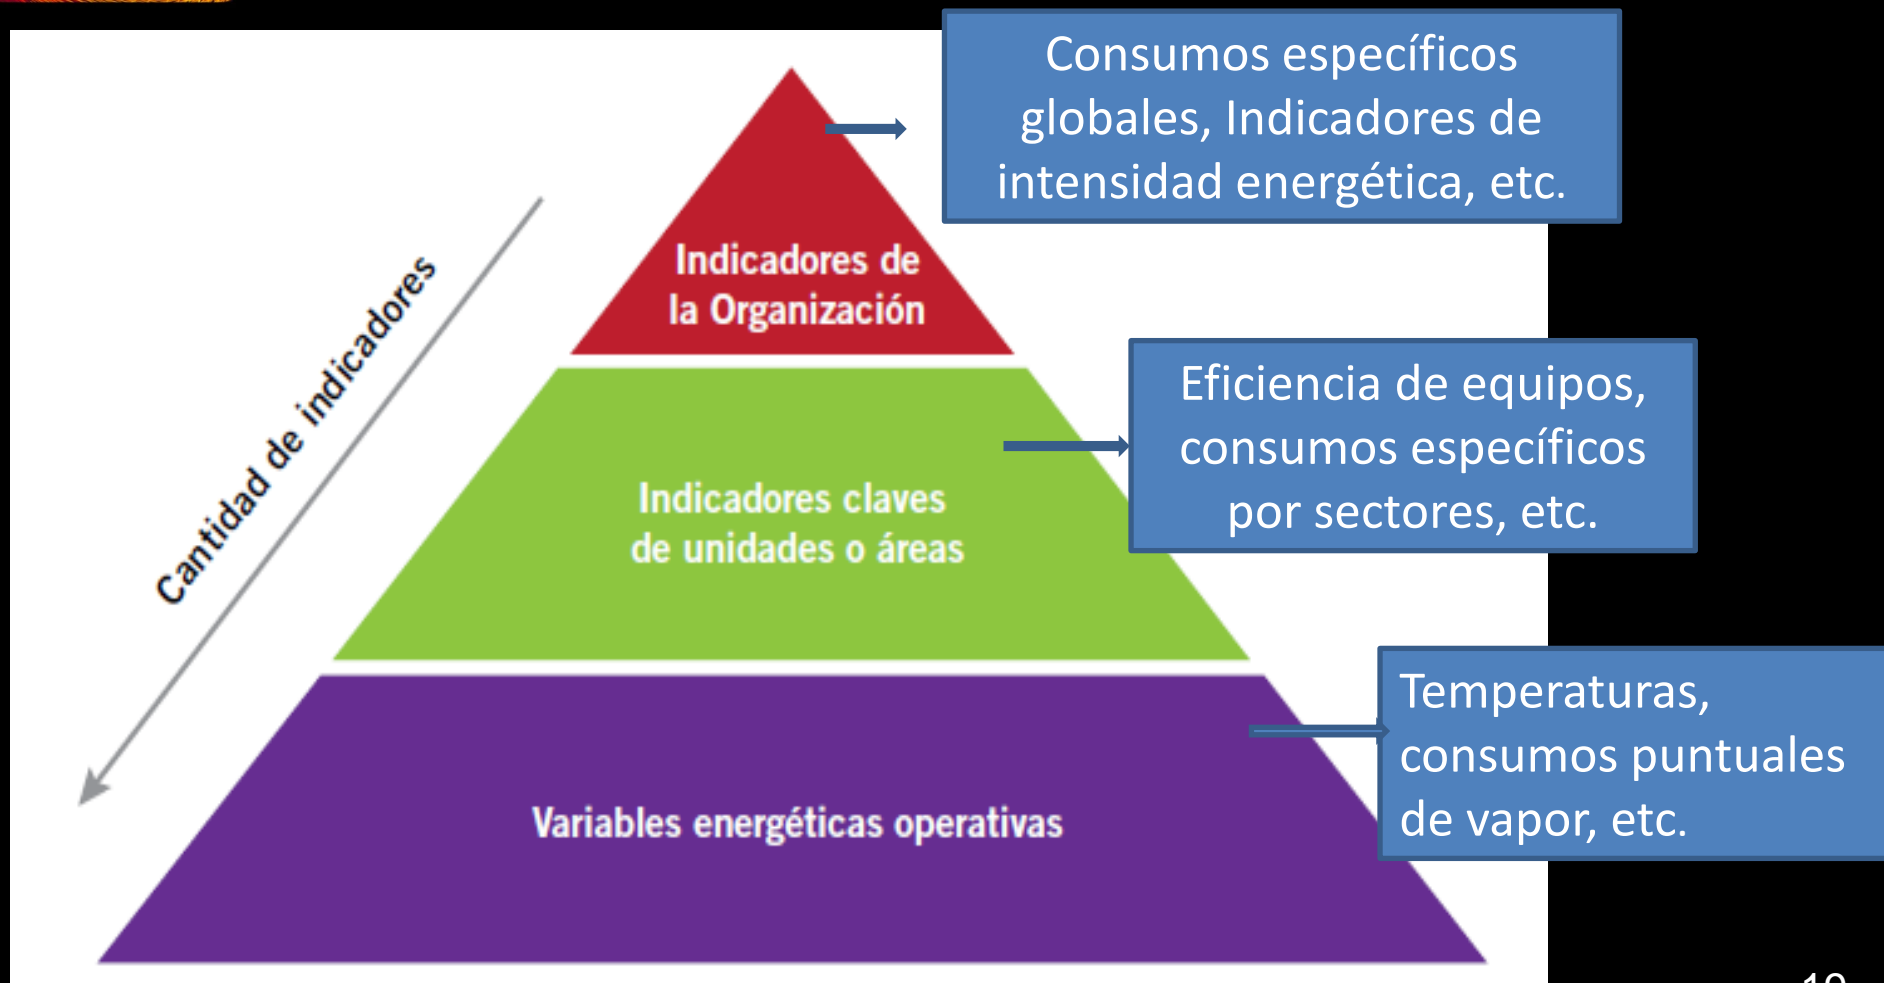 Consumos específicos
globales, Indicadores de
intensidad energética, etc.
Indicadores de
la Organización
Cantidad de indicadores
Eficiencia de equipos,
consumos específicos
por sectores, etc.
Indicadores claves
de unidades o áreas
Temperaturas,
consumos puntuales
de vapor, etc.
Variables energéticas operativas